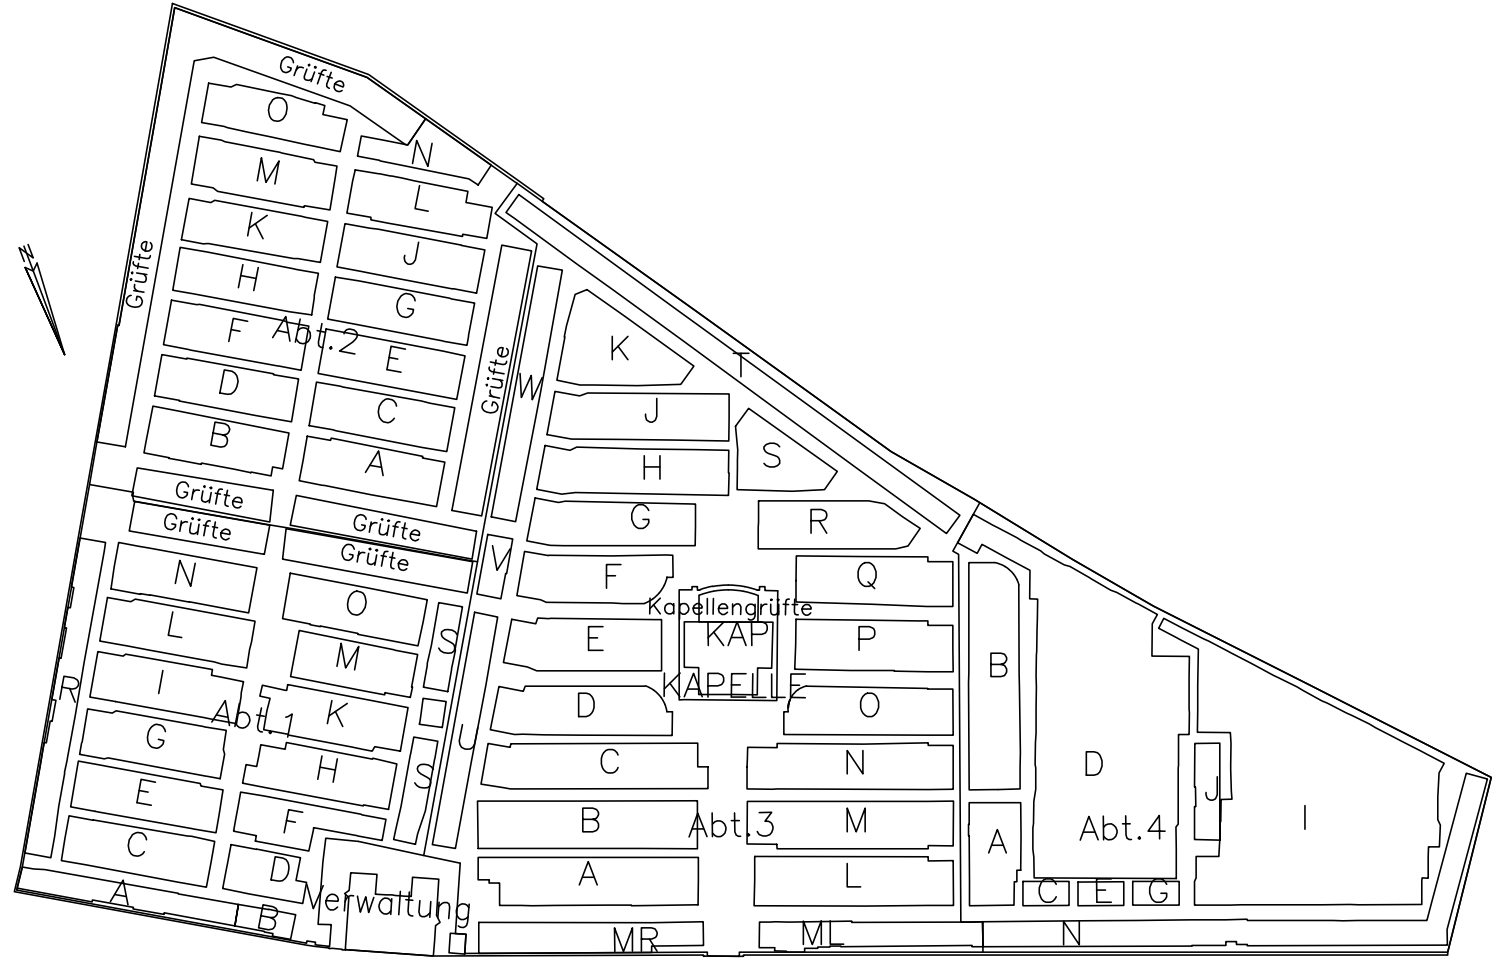 Grüfte
O
N
M
L
K
J
Grüfte
H
G
F
Abt.2
E
D
C
B
A
Grüfte
W
Grüfte
Grüfte
Grüfte
Grüfte
N
K
T
J
S
H
G
R
V
F
Q
Kapellengrüfte
KAP
E
P
KAPELLE
D
O
C
N
B
Abt.3
M
A
L
MR
ML
N
N
O
L
S
M
I
R
K
Abt.1
G
U
H
S
E
F
C
D
A
B
Verwaltung
B
D
J
I
A
Abt.4
C
E
G
N